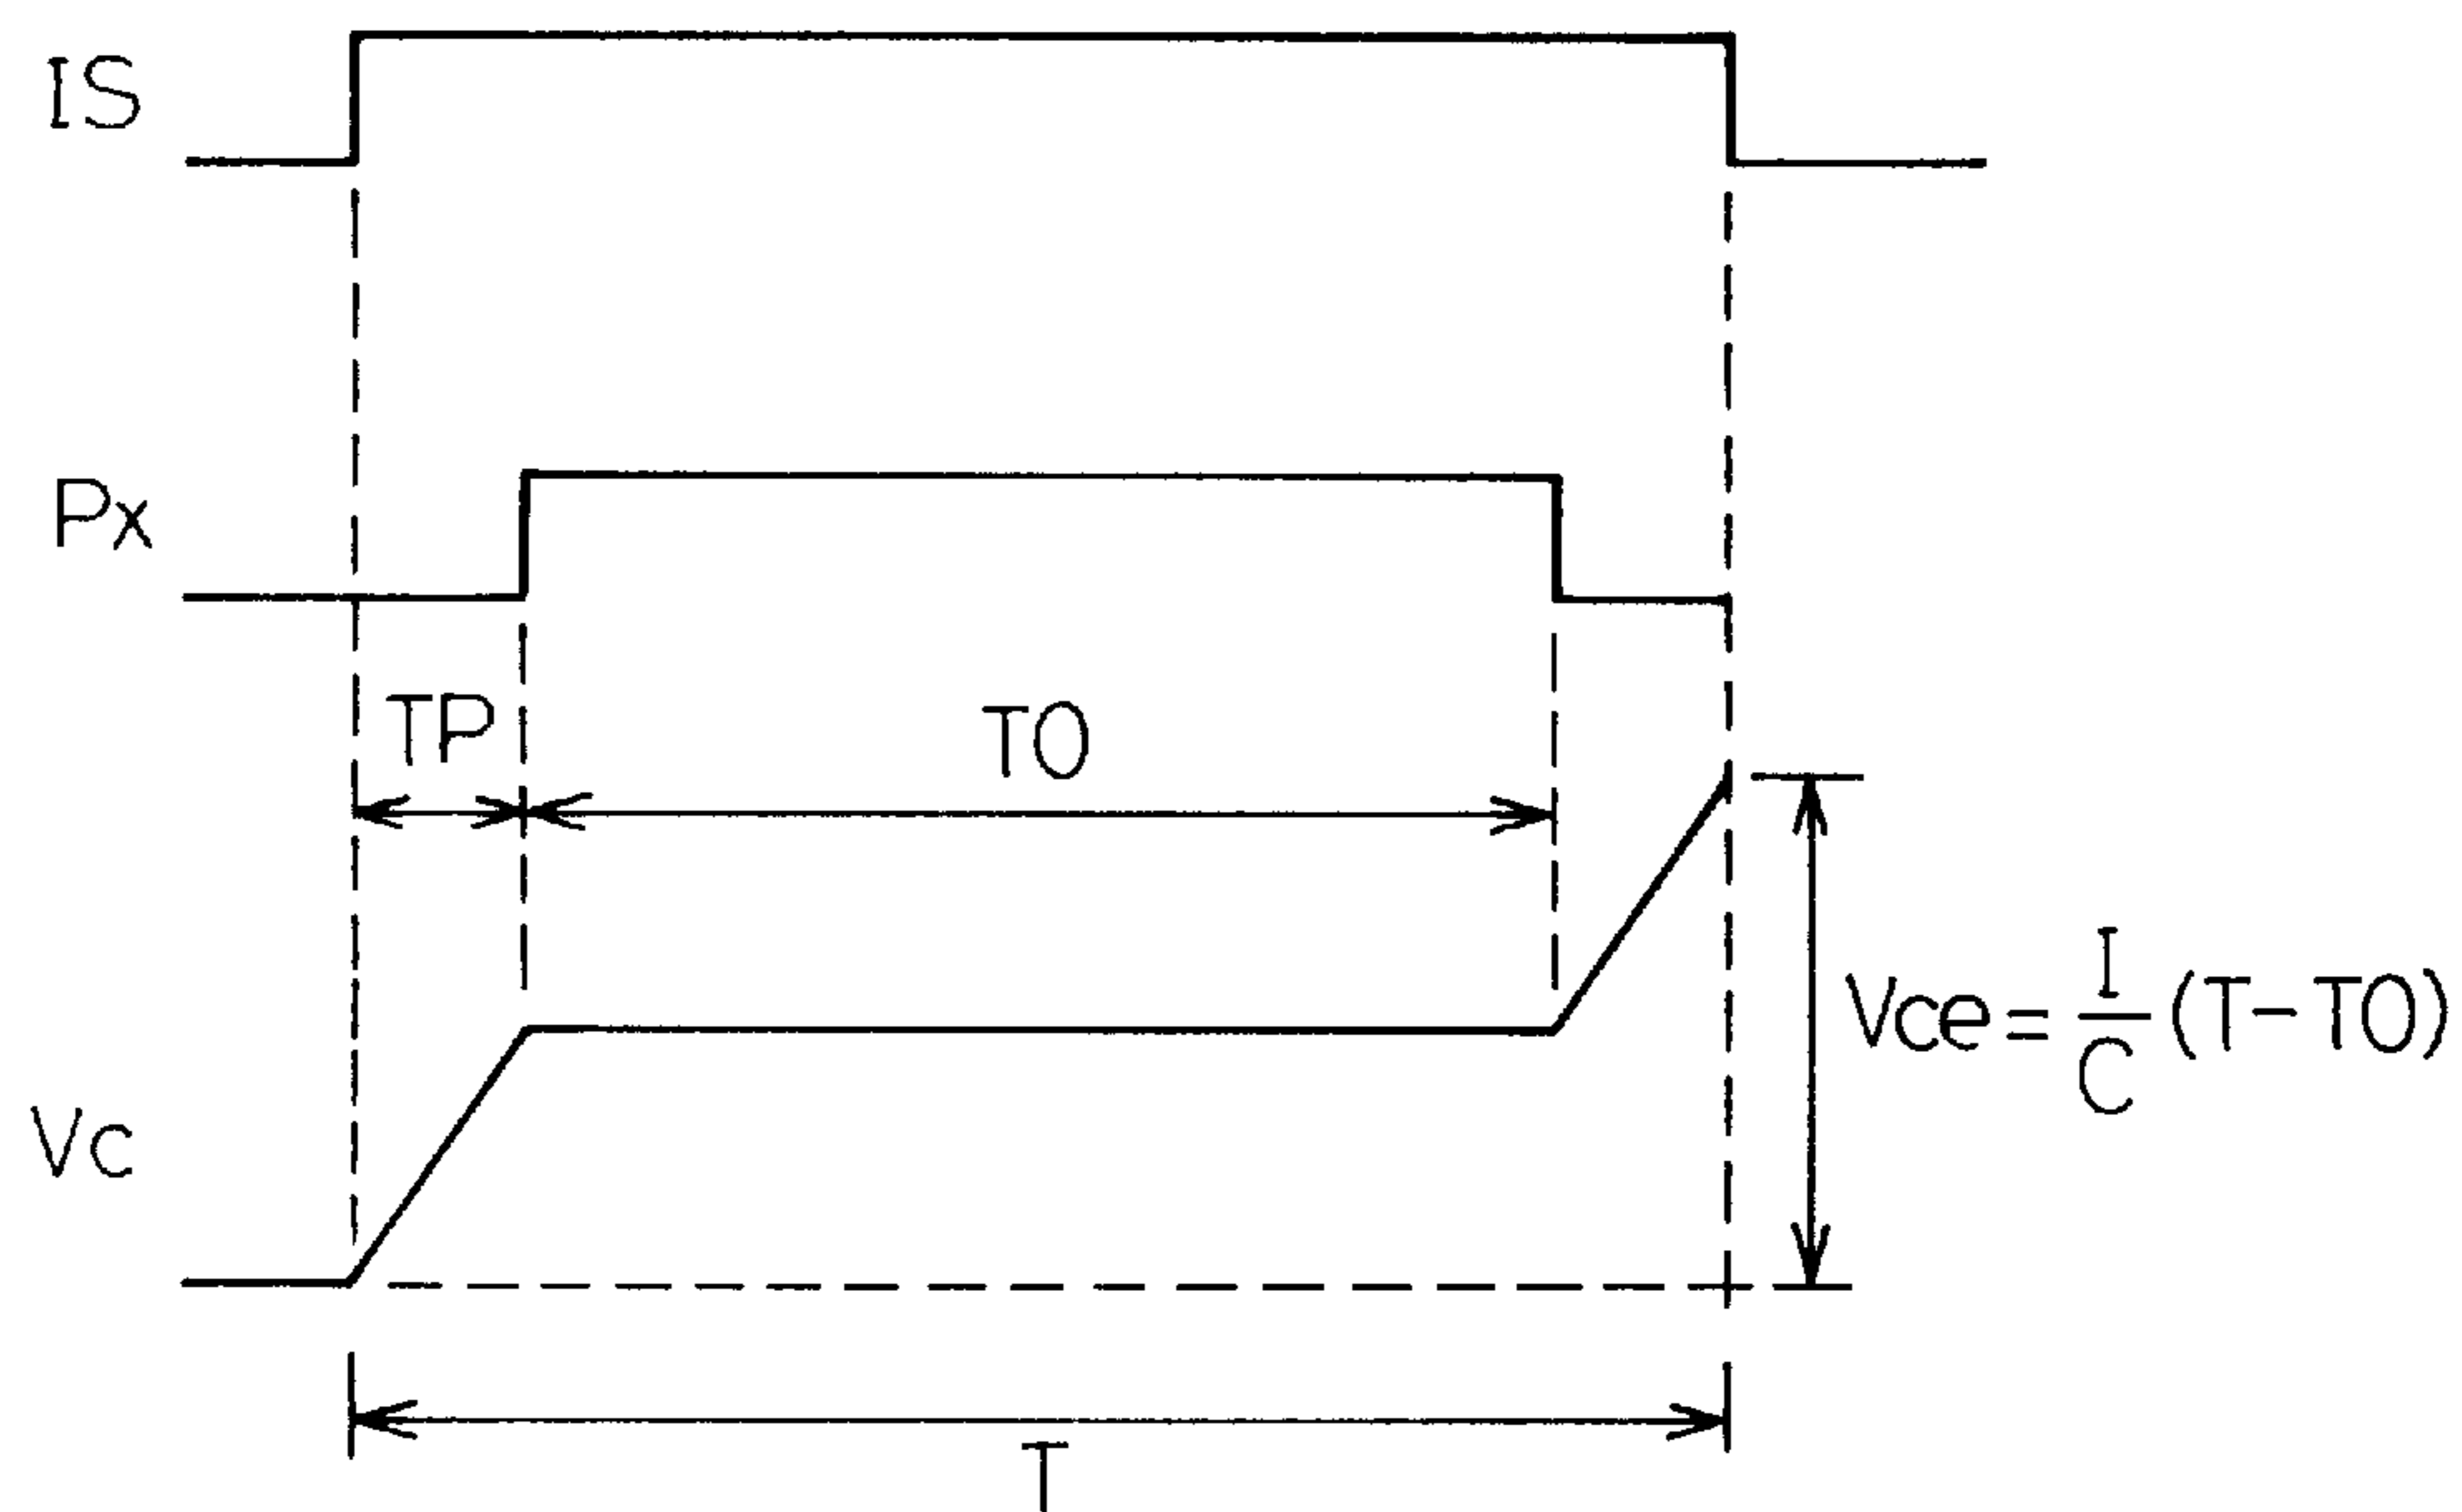 IS
Px
TP
TO
Vce = I/C (T-TO)
Vc
T